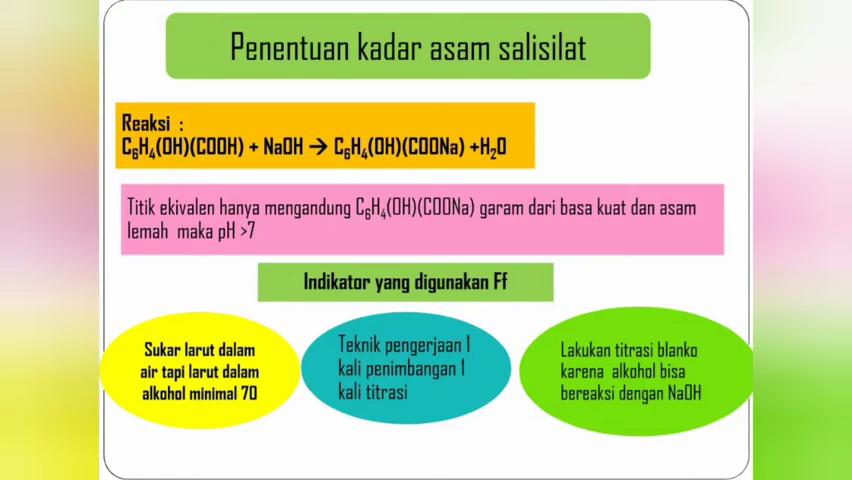 Penentuan kadar asam salisilat
Reaksi :
C₆H₄(OH)(COOH) + NaOH → C₆H₄(OH)(COONa) +H₂O
Titik ekivalen hanya mengandung C₆H₄(OH)(COONa) garam dari basa kuat dan asam
lemah maka pH >7
Indikator yang digunakan Ff
Sukar larut dalam
air tapi larut dalam
alkohol minimal 70
Teknik pengerjaan 1
kali penimbangan 1
kali titrasi
Lakukan titrasi blanko
karena alkohol bisa
bereaksi dengan NaOH